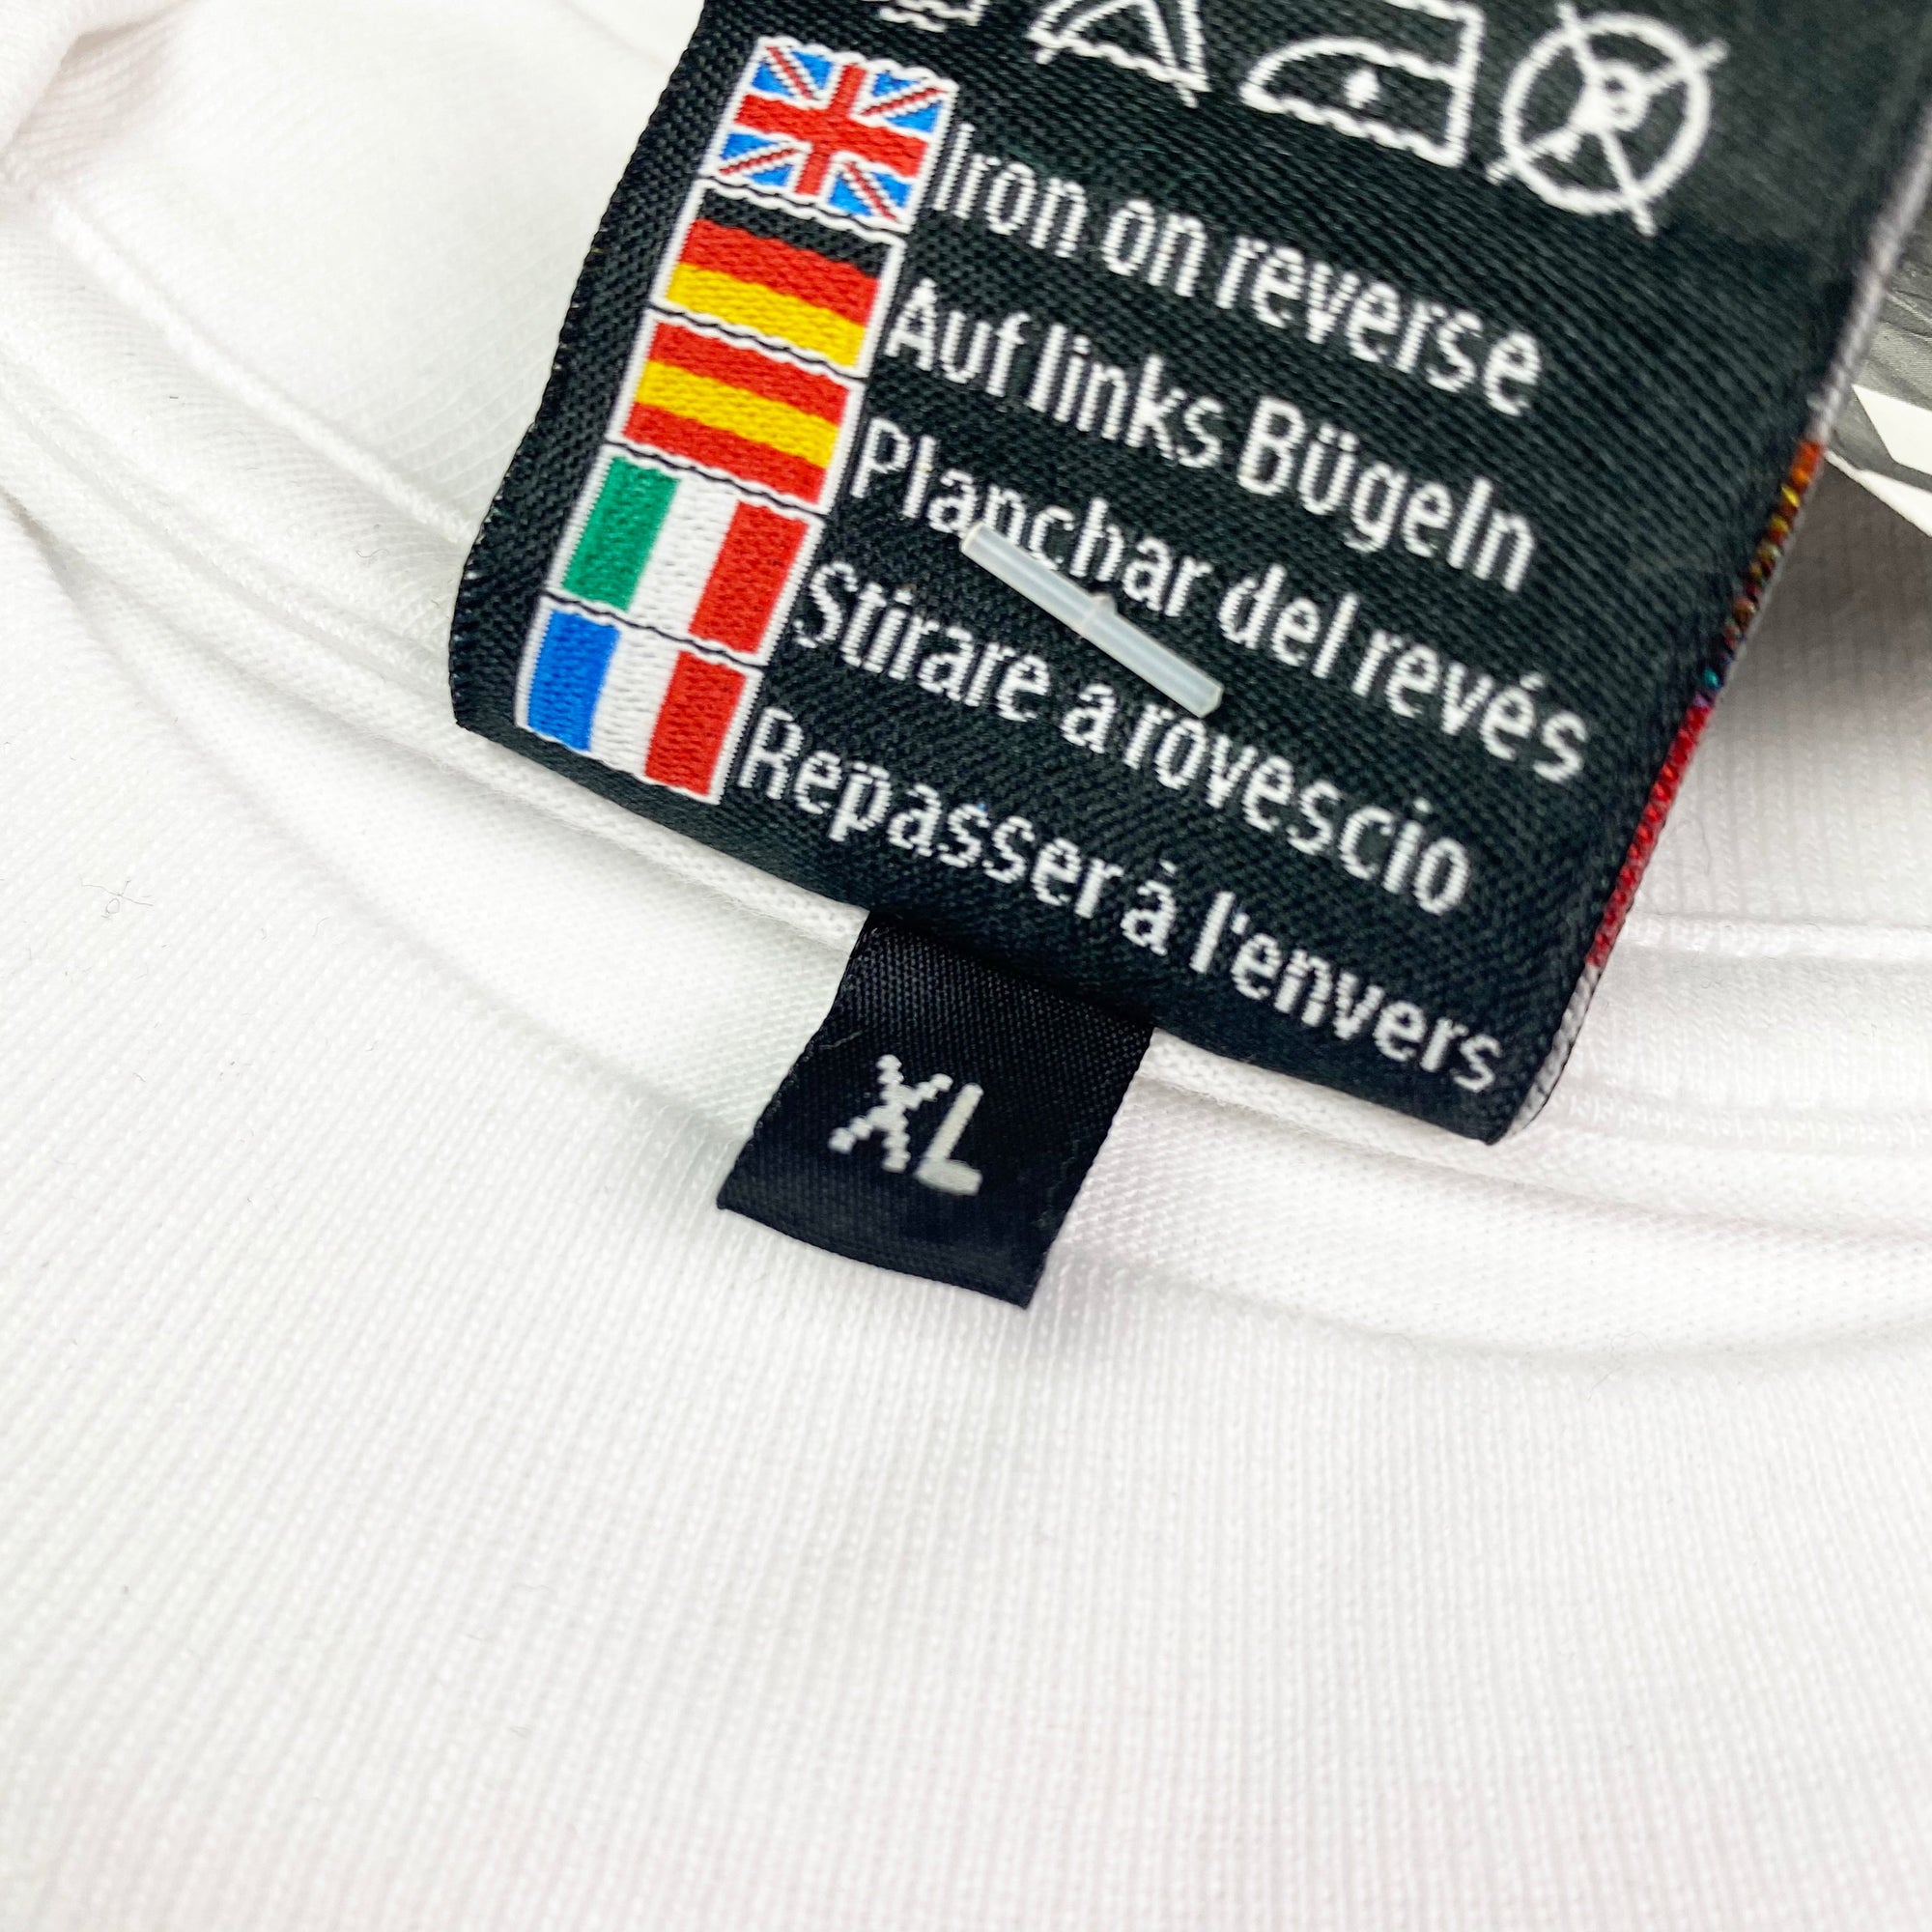 Iron on reverse
Auf links Bügeln
Planchar del revés
Stirare a rovescio
Repasser à l'envers
XL